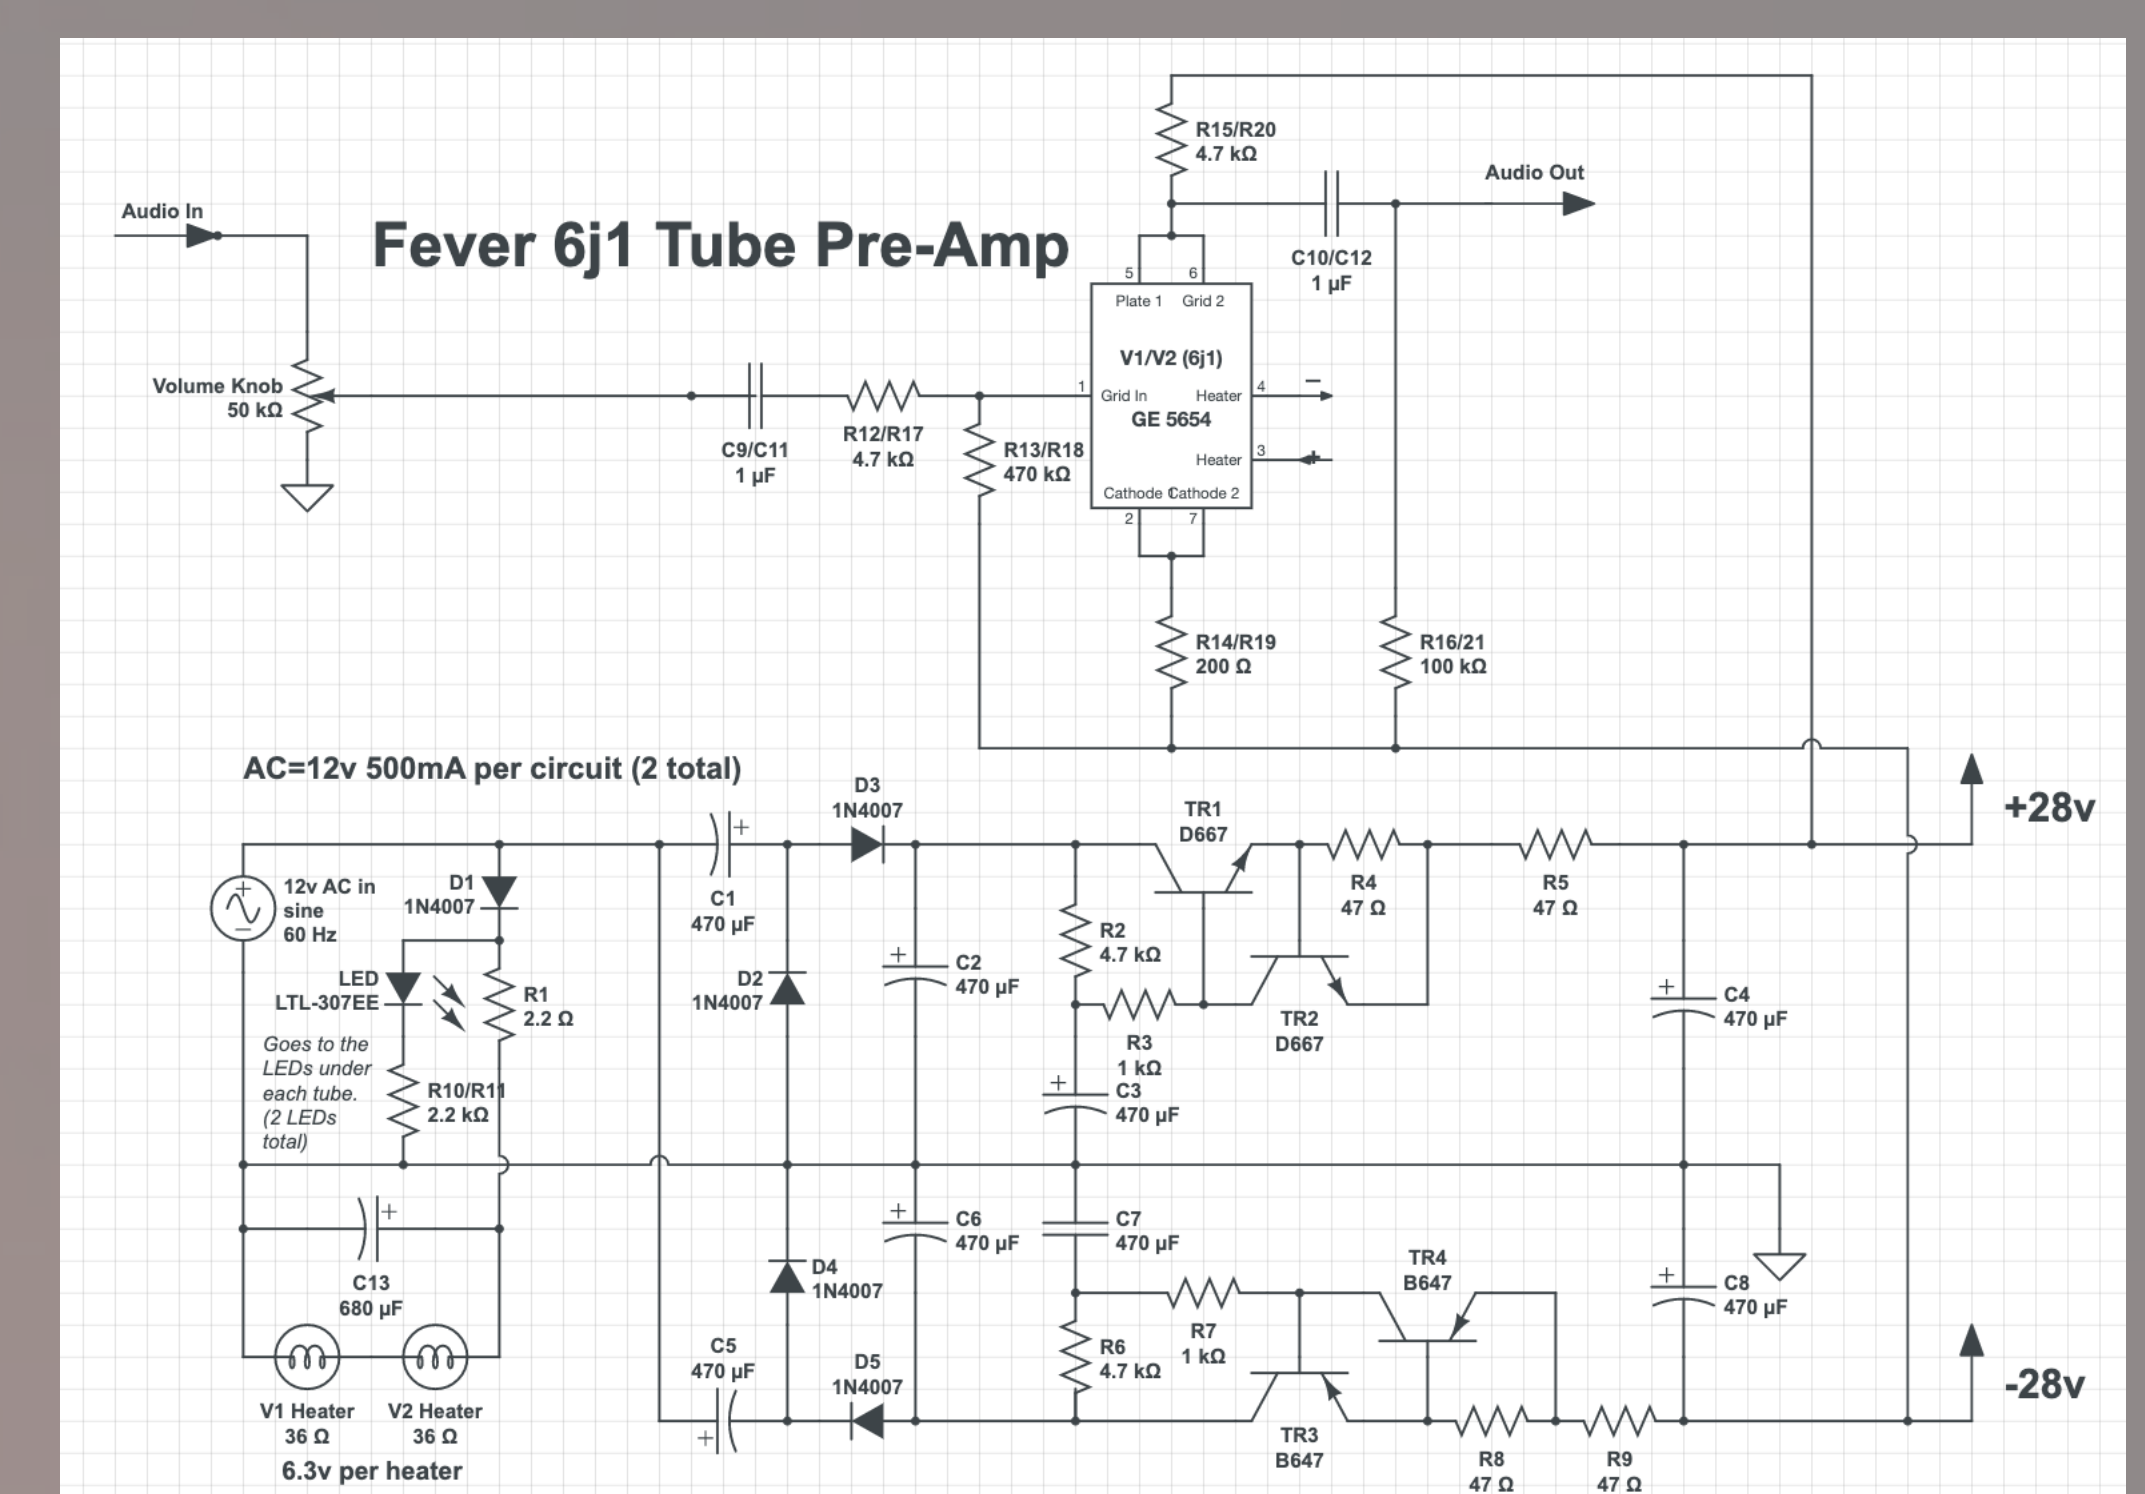 R15/R20
4.7 kΩ
Audio Out
Audio In
Fever 6j1 Tube Pre-Amp
C10/C12
1 µF
5
6
Plate 1
Grid 2
V1/V2 (6j1)
Volume Knob
50 kΩ
1
Grid In
Heater
4
−
GE 5654
C9/C11
1 µF
R12/R17
4.7 kΩ
R13/R18
470 kΩ
Heater
3
+
Cathode 1
Cathode 2
2
7
R14/R19
200 Ω
R16/21
100 kΩ
AC=12v 500mA per circuit (2 total)
D3
1N4007
TR1
D667
+28v
+
12v AC in
sine
60 Hz
D1
1N4007
C1
470 µF
R4
47 Ω
R5
47 Ω
R2
4.7 kΩ
+
C2
470 µF
LED
LTL-307EE
R1
2.2 Ω
D2
1N4007
+
C4
470 µF
TR2
D667
R3
1 kΩ
Goes to the
LEDs under
each tube.
(2 LEDs
total)
R10/R11
2.2 kΩ
+
C3
470 µF
+
C13
680 µF
+
C6
470 µF
C7
470 µF
D4
1N4007
TR4
B647
+
C8
470 µF
R7
1 kΩ
R6
4.7 kΩ
C5
470 µF
+
D5
1N4007
-28v
V1 Heater
36 Ω
V2 Heater
36 Ω
6.3v per heater
TR3
B647
R8
47 Ω
R9
47 Ω